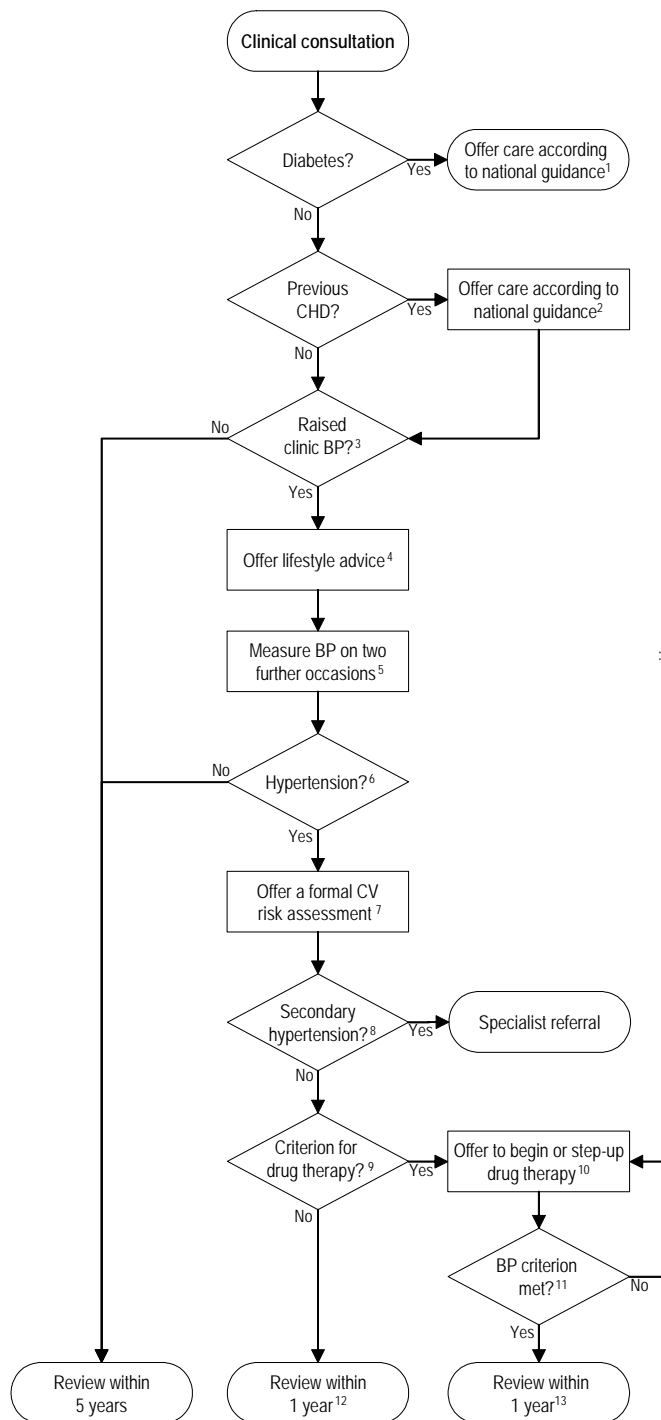 Clinical consultation
Diabetes?
Yes
Offer care according
to national guidance1
No
Previous
CHD?
Yes
Offer care according to
national guidance2
No
Raised
clinic BP?3
No
Yes
Offer lifestyle advice4
Measure BP on two
further occasions5
:
Hypertension?6
No
Yes
Offer a formal CV
risk assessment7
Secondary
hypertension?8
Yes
Specialist referral
No
Criterion for
drug therapy?9
Yes
Offer to begin or step-up
drug therapy10
No
BP criterion
met?11
No
Yes
Review within
5 years
Review within
1 year12
Review within
1 year13